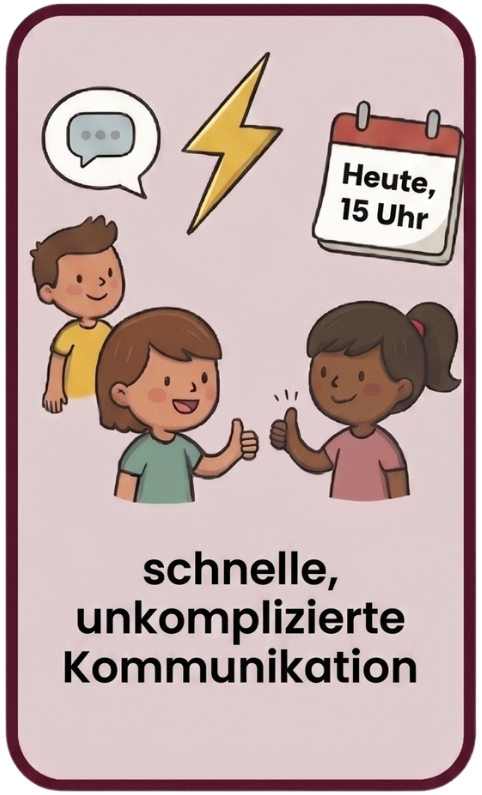 Heute,
15 Uhr
schnelle,
unkomplizierte
Kommunikation